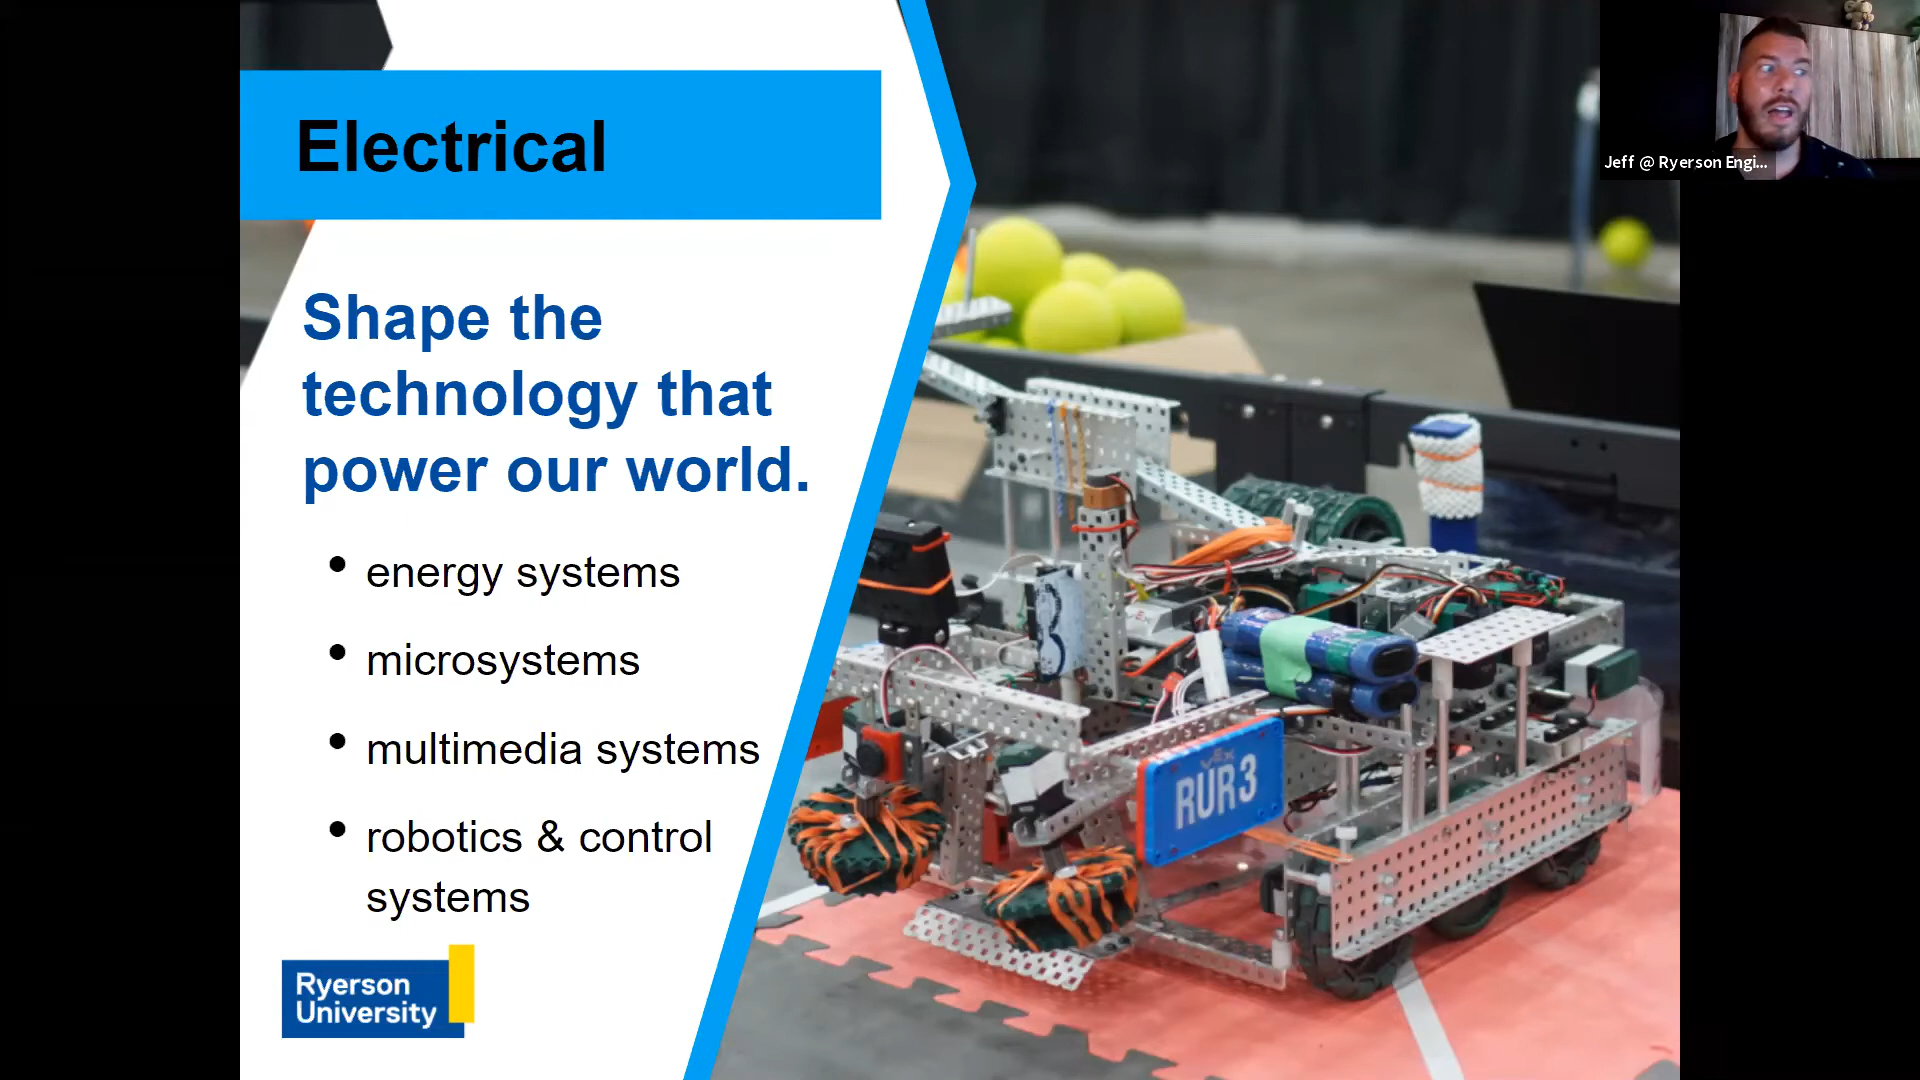 Electrical
Shape the
technology that
power our world.
• energy systems
• microsystems
• multimedia systems
• robotics & control
systems
Ryerson
University
RUR3
Jeff @ Ryerson Engi...